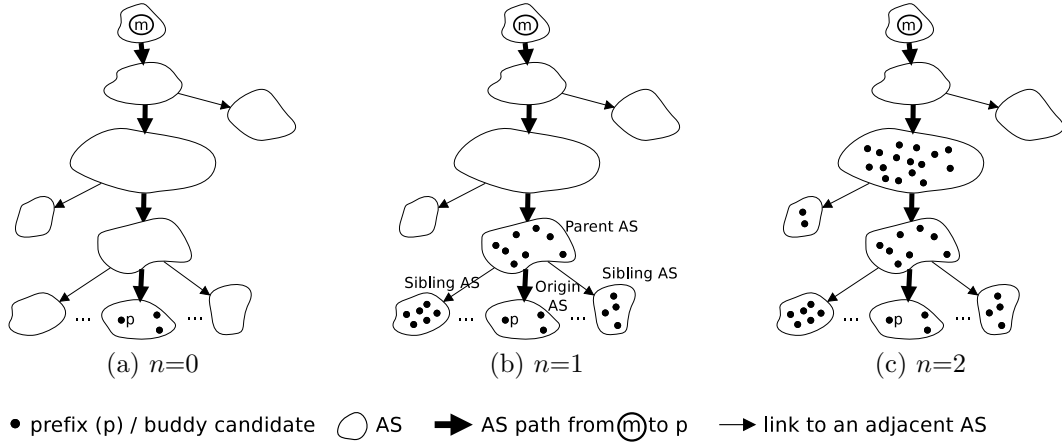 m
m
m
Parent AS
Sibling AS
Sibling AS
Origin AS
... p ...
... p ...
... p ...
(a) n=0
(b) n=1
(c) n=2
prefix (p) / buddy candidate
AS
AS path from m to p
link to an adjacent AS